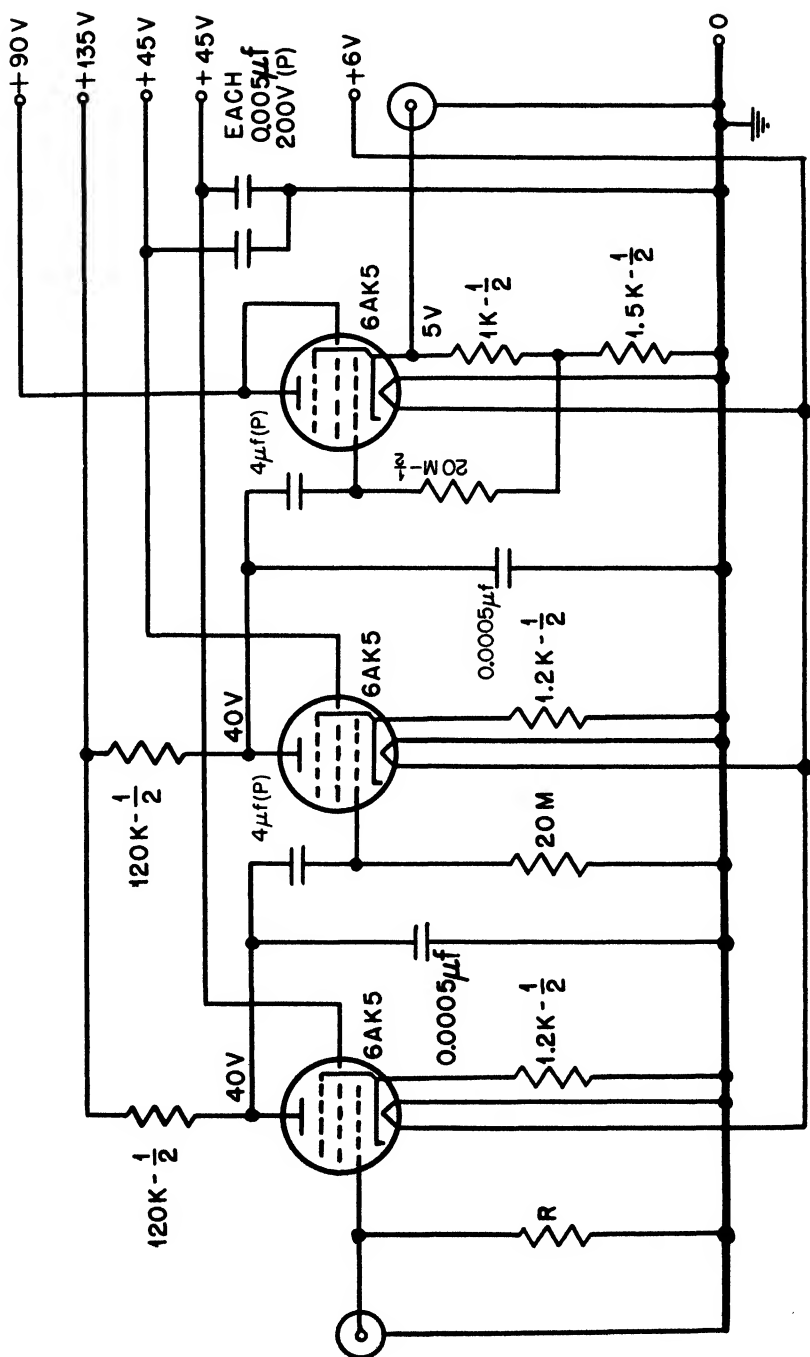 +90V
+135V
+45V
+45V
EACH
0.005μf
200V (P)
+6V
0
120K-1/2
120K-1/2
40V
40V
4μf(P)
4μf(P)
6AK5
6AK5
6AK5
5V
1K-1/2
1.5K-1/2
20M-1/2
0.0005μf
0.0005μf
1.2K-1/2
1.2K-1/2
20M
R